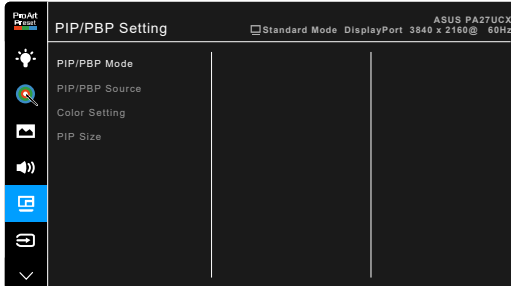 ProArt
Preset
PIP/PBP Setting
ASUS PA27UCX
Standard Mode DisplayPort 3840 x 2160@ 60Hz
PIP/PBP Mode
PIP/PBP Source
Color Setting
PIP Size